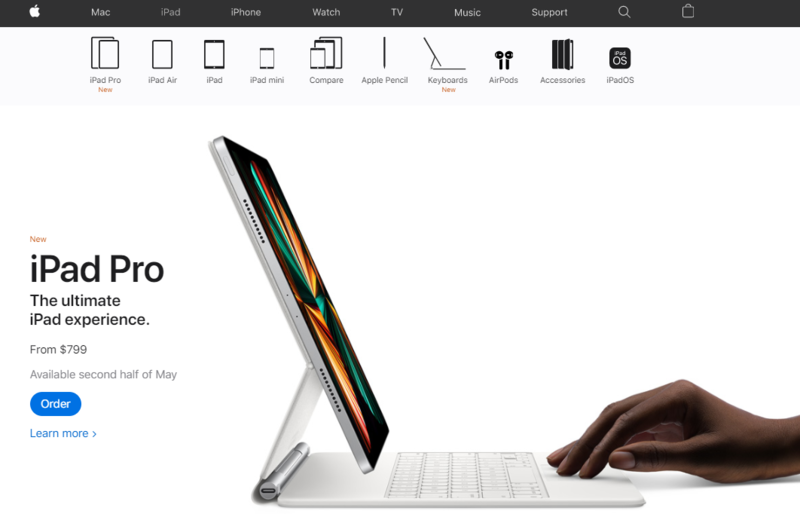 Mac iPad iPhone Watch TV Music Support
iPad Pro iPad Air iPad iPad mini Compare Apple Pencil Keyboards AirPods Accessories iPad OS iPadOS
New New
New
iPad Pro
The ultimate
iPad experience.
From $799
Available second half of May
Order
Learn more >